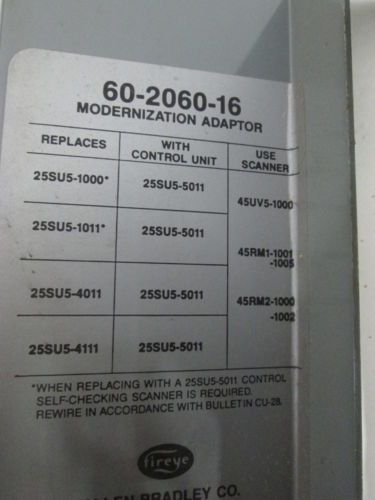 60-2060-16
MODERNIZATION ADAPTOR
REPLACES WITH CONTROL UNIT USE SCANNER
25SU5-1000* 25SU5-5011 45UV5-1000
25SU5-1011* 25SU5-5011
45RM1-1001
-1005
25SU5-4011 25SU5-5011 45RM2-1000
-1002
25SU5-4111 25SU5-5011
*WHEN REPLACING WITH A 25SU5-5011 CONTROL
SELF-CHECKING SCANNER IS REQUIRED.
REWIRE IN ACCORDANCE WITH BULLETIN CU-28.
fireye
ALLEN BRADLEY CO.